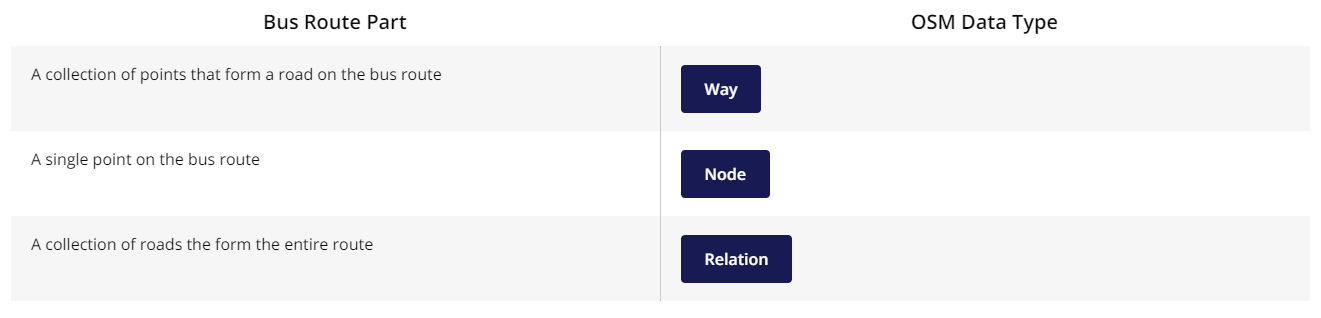 Bus Route Part
OSM Data Type
A collection of points that form a road on the bus route
Way
A single point on the bus route
Node
A collection of roads the form the entire route
Relation